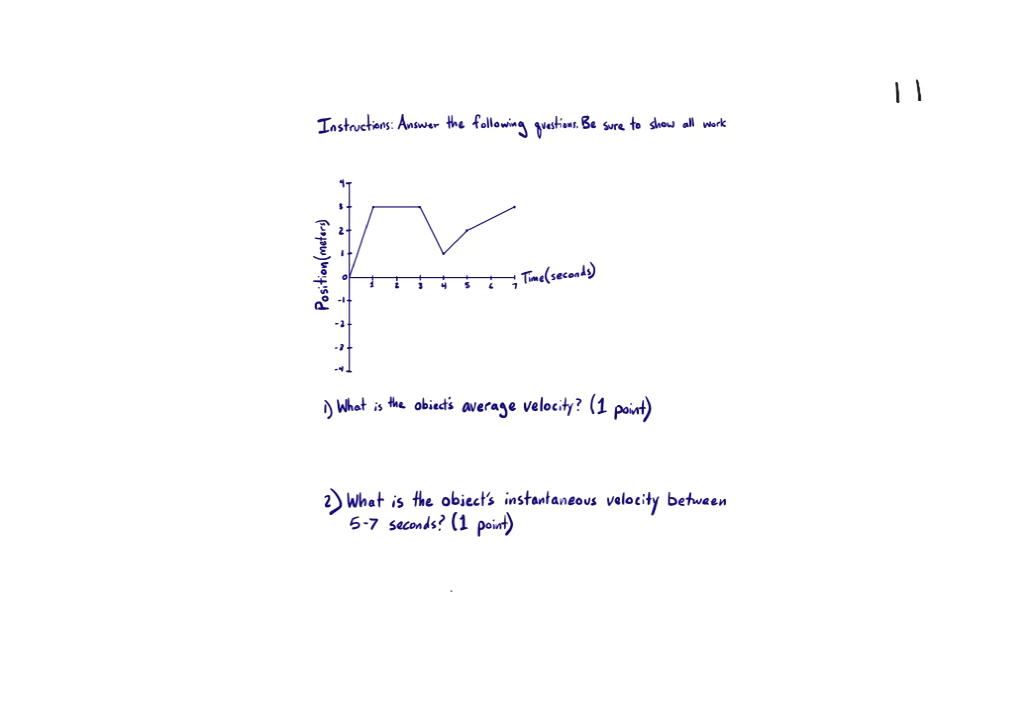 11
Instructions: Answer the following questions. Be sure to show all work
4
3
2
1
0
-1
-2
-3
-4
Position (meters)
1 2 3 4 5 6 7
Time (seconds)
1) What is the object's average velocity? (1 point)
2) What is the object's instantaneous velocity between
5-7 seconds? (1 point)